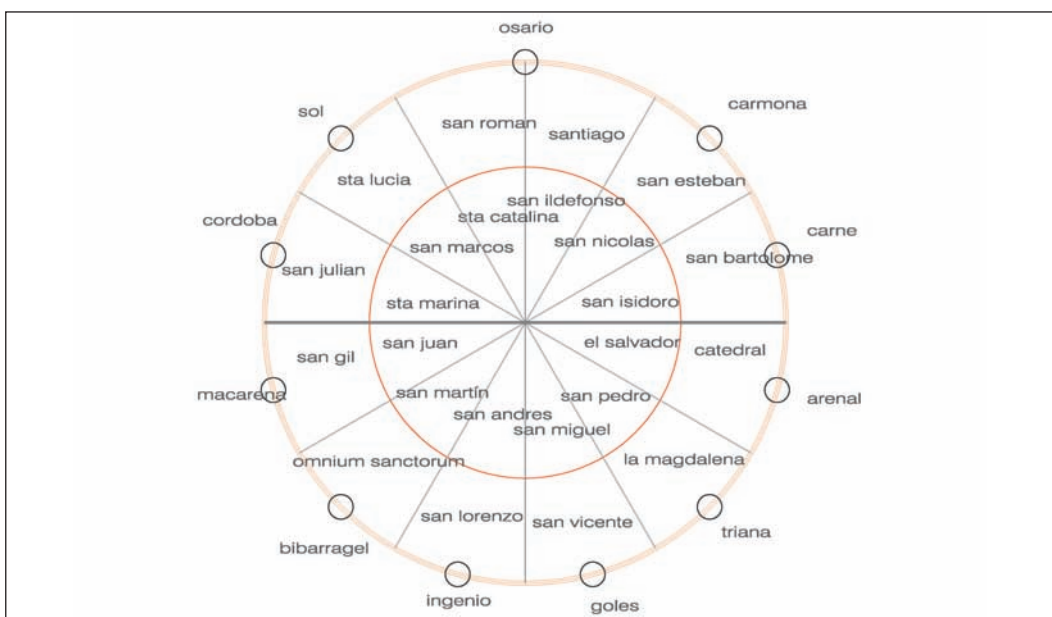 osario
sol
carmona
san roman
santiago
sta lucia
san esteban
san ildefonso
sta catalina
cordoba
san marcos
san nicolas
carne
san julian
san bartolome
sta marina
san isidoro
san gil
san juan
el salvador
catedral
macarena
san martín
san pedro
arenal
san andres
san miguel
omnium sanctorum
la magdalena
san lorenzo
san vicente
triana
bibarragel
ingenio
goles